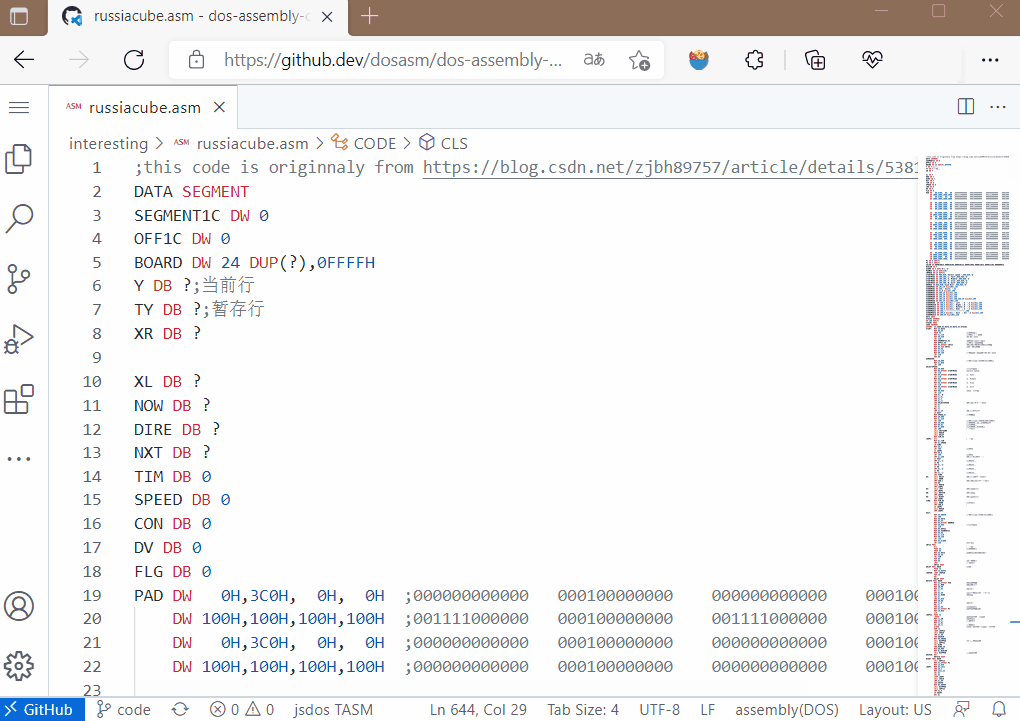 russiacube.asm - dos-assembly-c
https://github.dev/dosasm/dos-assembly-... aあ
ASM russiacube.asm
interesting > ASM russiacube.asm > CODE > CLS
1 ;this code is originnaly from https://blog.csdn.net/zjbh89757/article/details/5381
2 DATA SEGMENT
3 SEGMENT1C DW 0
4 OFF1C DW 0
5 BOARD DW 24 DUP(?),0FFFFH
6 Y DB ?;当前行
7 TY DB ?;暂存行
8 XR DB ?
9
10 XL DB ?
11 NOW DB ?
12 DIRE DB ?
13 NXT DB ?
14 TIM DB 0
15 SPEED DB 0
16 CON DB 0
17 DV DB 0
18 FLG DB 0
19 PAD DW 0H,3C0H, 0H, 0H ;000000000000 000100000000 000000000000 000100
20 DW 100H,100H,100H,100H ;001111000000 000100000000 001111000000 000100
21 DW 0H,3C0H, 0H, 0H ;000000000000 000100000000 000000000000 000100
22 DW 100H,100H,100H,100H ;000000000000 000100000000 000000000000 000100
23
GitHub code 0 0 jsdos TASM Ln 644, Col 29 Tab Size: 4 UTF-8 LF assembly(DOS) Layout: US